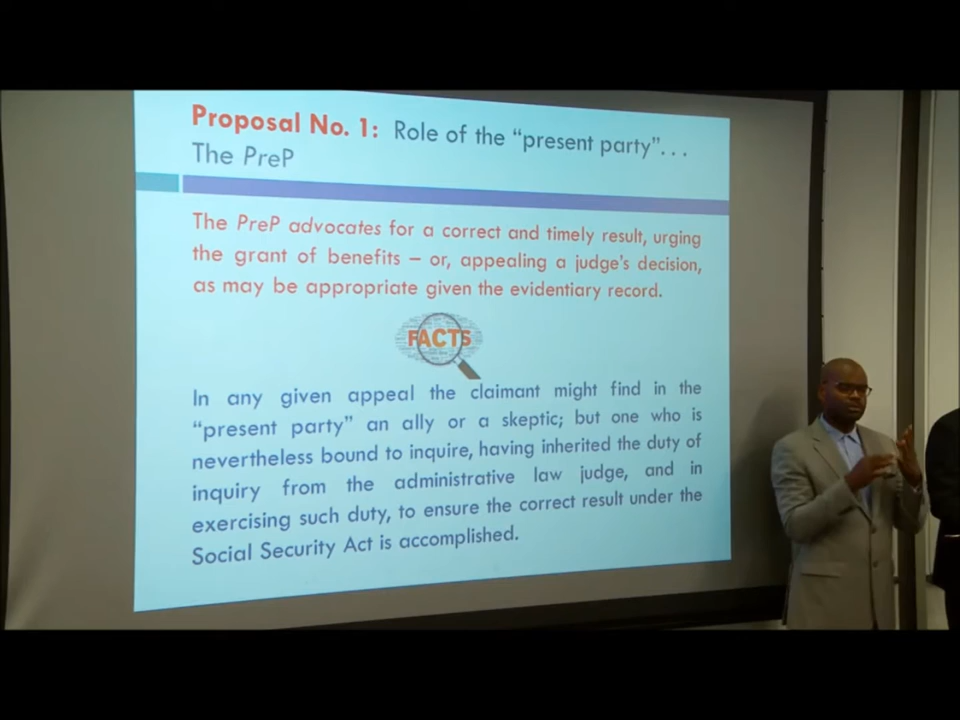 Proposal No. 1: Role of the “present party”...
The PreP
The PreP advocates for a correct and timely result, urging
the grant of benefits – or, appealing a judge’s decision,
as may be appropriate given the evidentiary record.
FACTS
In any given appeal the claimant might find in the
“present party” an ally or a skeptic; but one who is
nevertheless bound to inquire, having inherited the duty of
inquiry from the administrative law judge, and in
exercising such duty, to ensure the correct result under the
Social Security Act is accomplished.